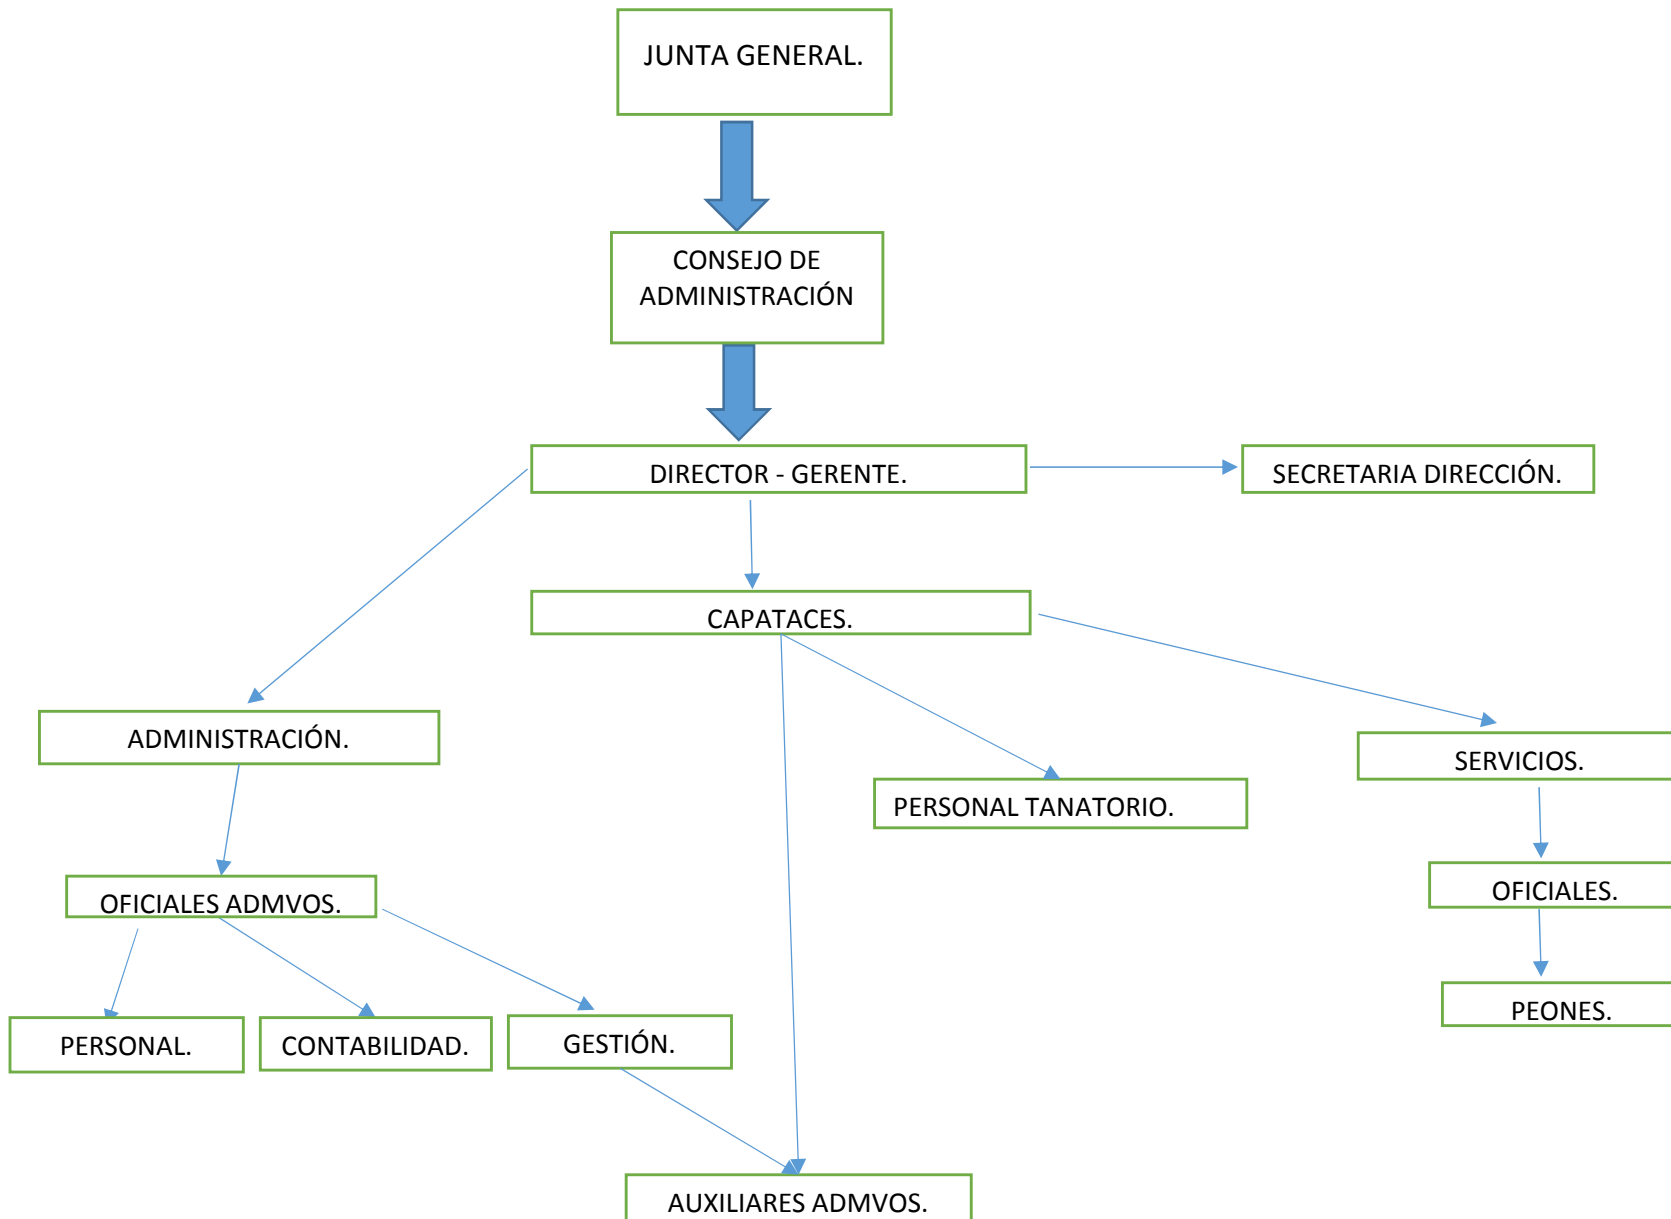 JUNTA GENERAL.
CONSEJO DE
ADMINISTRACIÓN
DIRECTOR - GERENTE.
SECRETARIA DIRECCIÓN.
CAPATACES.
ADMINISTRACIÓN.
SERVICIOS.
PERSONAL TANATORIO.
OFICIALES ADMVOS.
OFICIALES.
PERSONAL.
CONTABILIDAD.
GESTIÓN.
PEONES.
AUXILIARES ADMVOS.